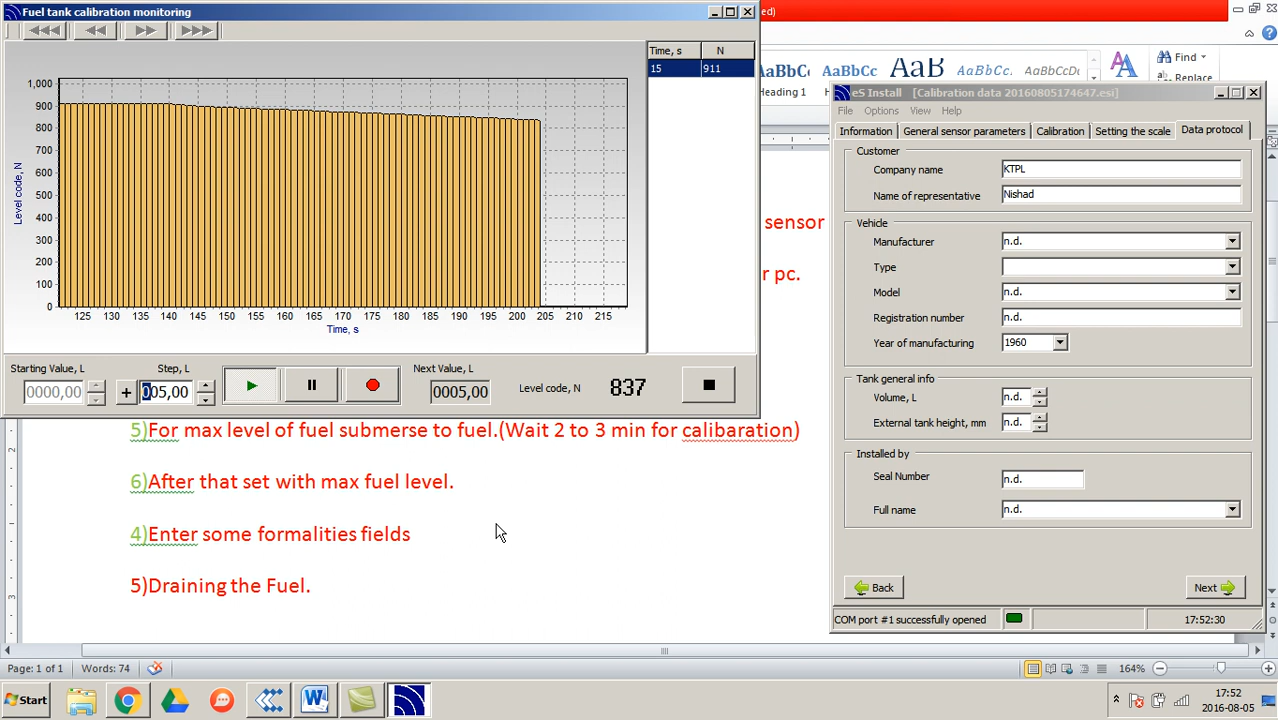 Fuel tank calibration monitoring
Time, s N
15 911
1,000
900
800
700
600
500
400
300
200
100
0
Level code, N
125 130 135 140 145 150 155 160 165 170 175 180 185 190 195 200 205 210 215
Time, s
Starting Value, L
0000,00
+
Step, L
005,00
Next Value, L
0005,00
Level code, N 837
ed)
AaBbCc AaBbCc AaB AaBbCc. AaBbCcDc
Heading 1
Find
Replace
sensor
r pc.
5)For max level of fuel submerse to fuel.(Wait 2 to 3 min for calibaration)
6)After that set with max fuel level.
4)Enter some formalities fields
5)Draining the Fuel.
eS Install [Calibration data 20160805174647.esi]
File Options View Help
Information General sensor parameters Calibration Setting the scale Data protocol
Customer
Company name KTPL
Name of representative Nishad
Vehicle
Manufacturer n.d.
Type
Model n.d.
Registration number n.d.
Year of manufacturing 1960
Tank general info
Volume, L n.d.
External tank height, mm n.d.
Installed by
Seal Number n.d.
Full name n.d.
Back Next
COM port #1 successfully opened 17:52:30
2
3
Page: 1 of 1 Words: 74 164%
Start 17:52
2016-08-05